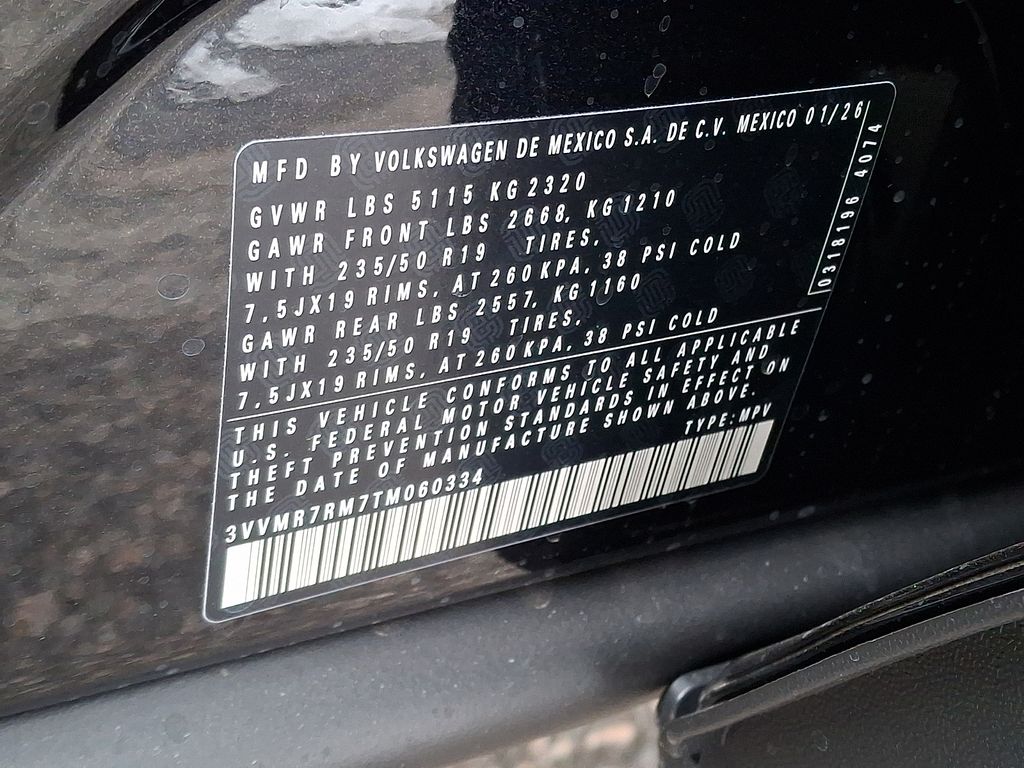 MFD BY VOLKSWAGEN DE MEXICO S.A. DE C.V. MEXICO 01/26
GVWR LBS 5115 KG 2320
GAWR FRONT LBS 2668, KG 1210
WITH 235/50 R19 TIRES,
7,5JX19 RIMS, AT 260 KPA, 38 PSI COLD
GAWR REAR LBS 2557, KG 1160
WITH 235/50 R19 TIRES,
7,5JX19 RIMS, AT 260 KPA, 38 PSI COLD
THIS VEHICLE CONFORMS TO ALL APPLICABLE
U.S. FEDERAL MOTOR VEHICLE SAFETY AND
THEFT PREVENTION STANDARDS IN EFFECT ON
THE DATE OF MANUFACTURE SHOWN ABOVE.
3VVMR7RM7TM060334 TYPE: MPV
0318196 4074